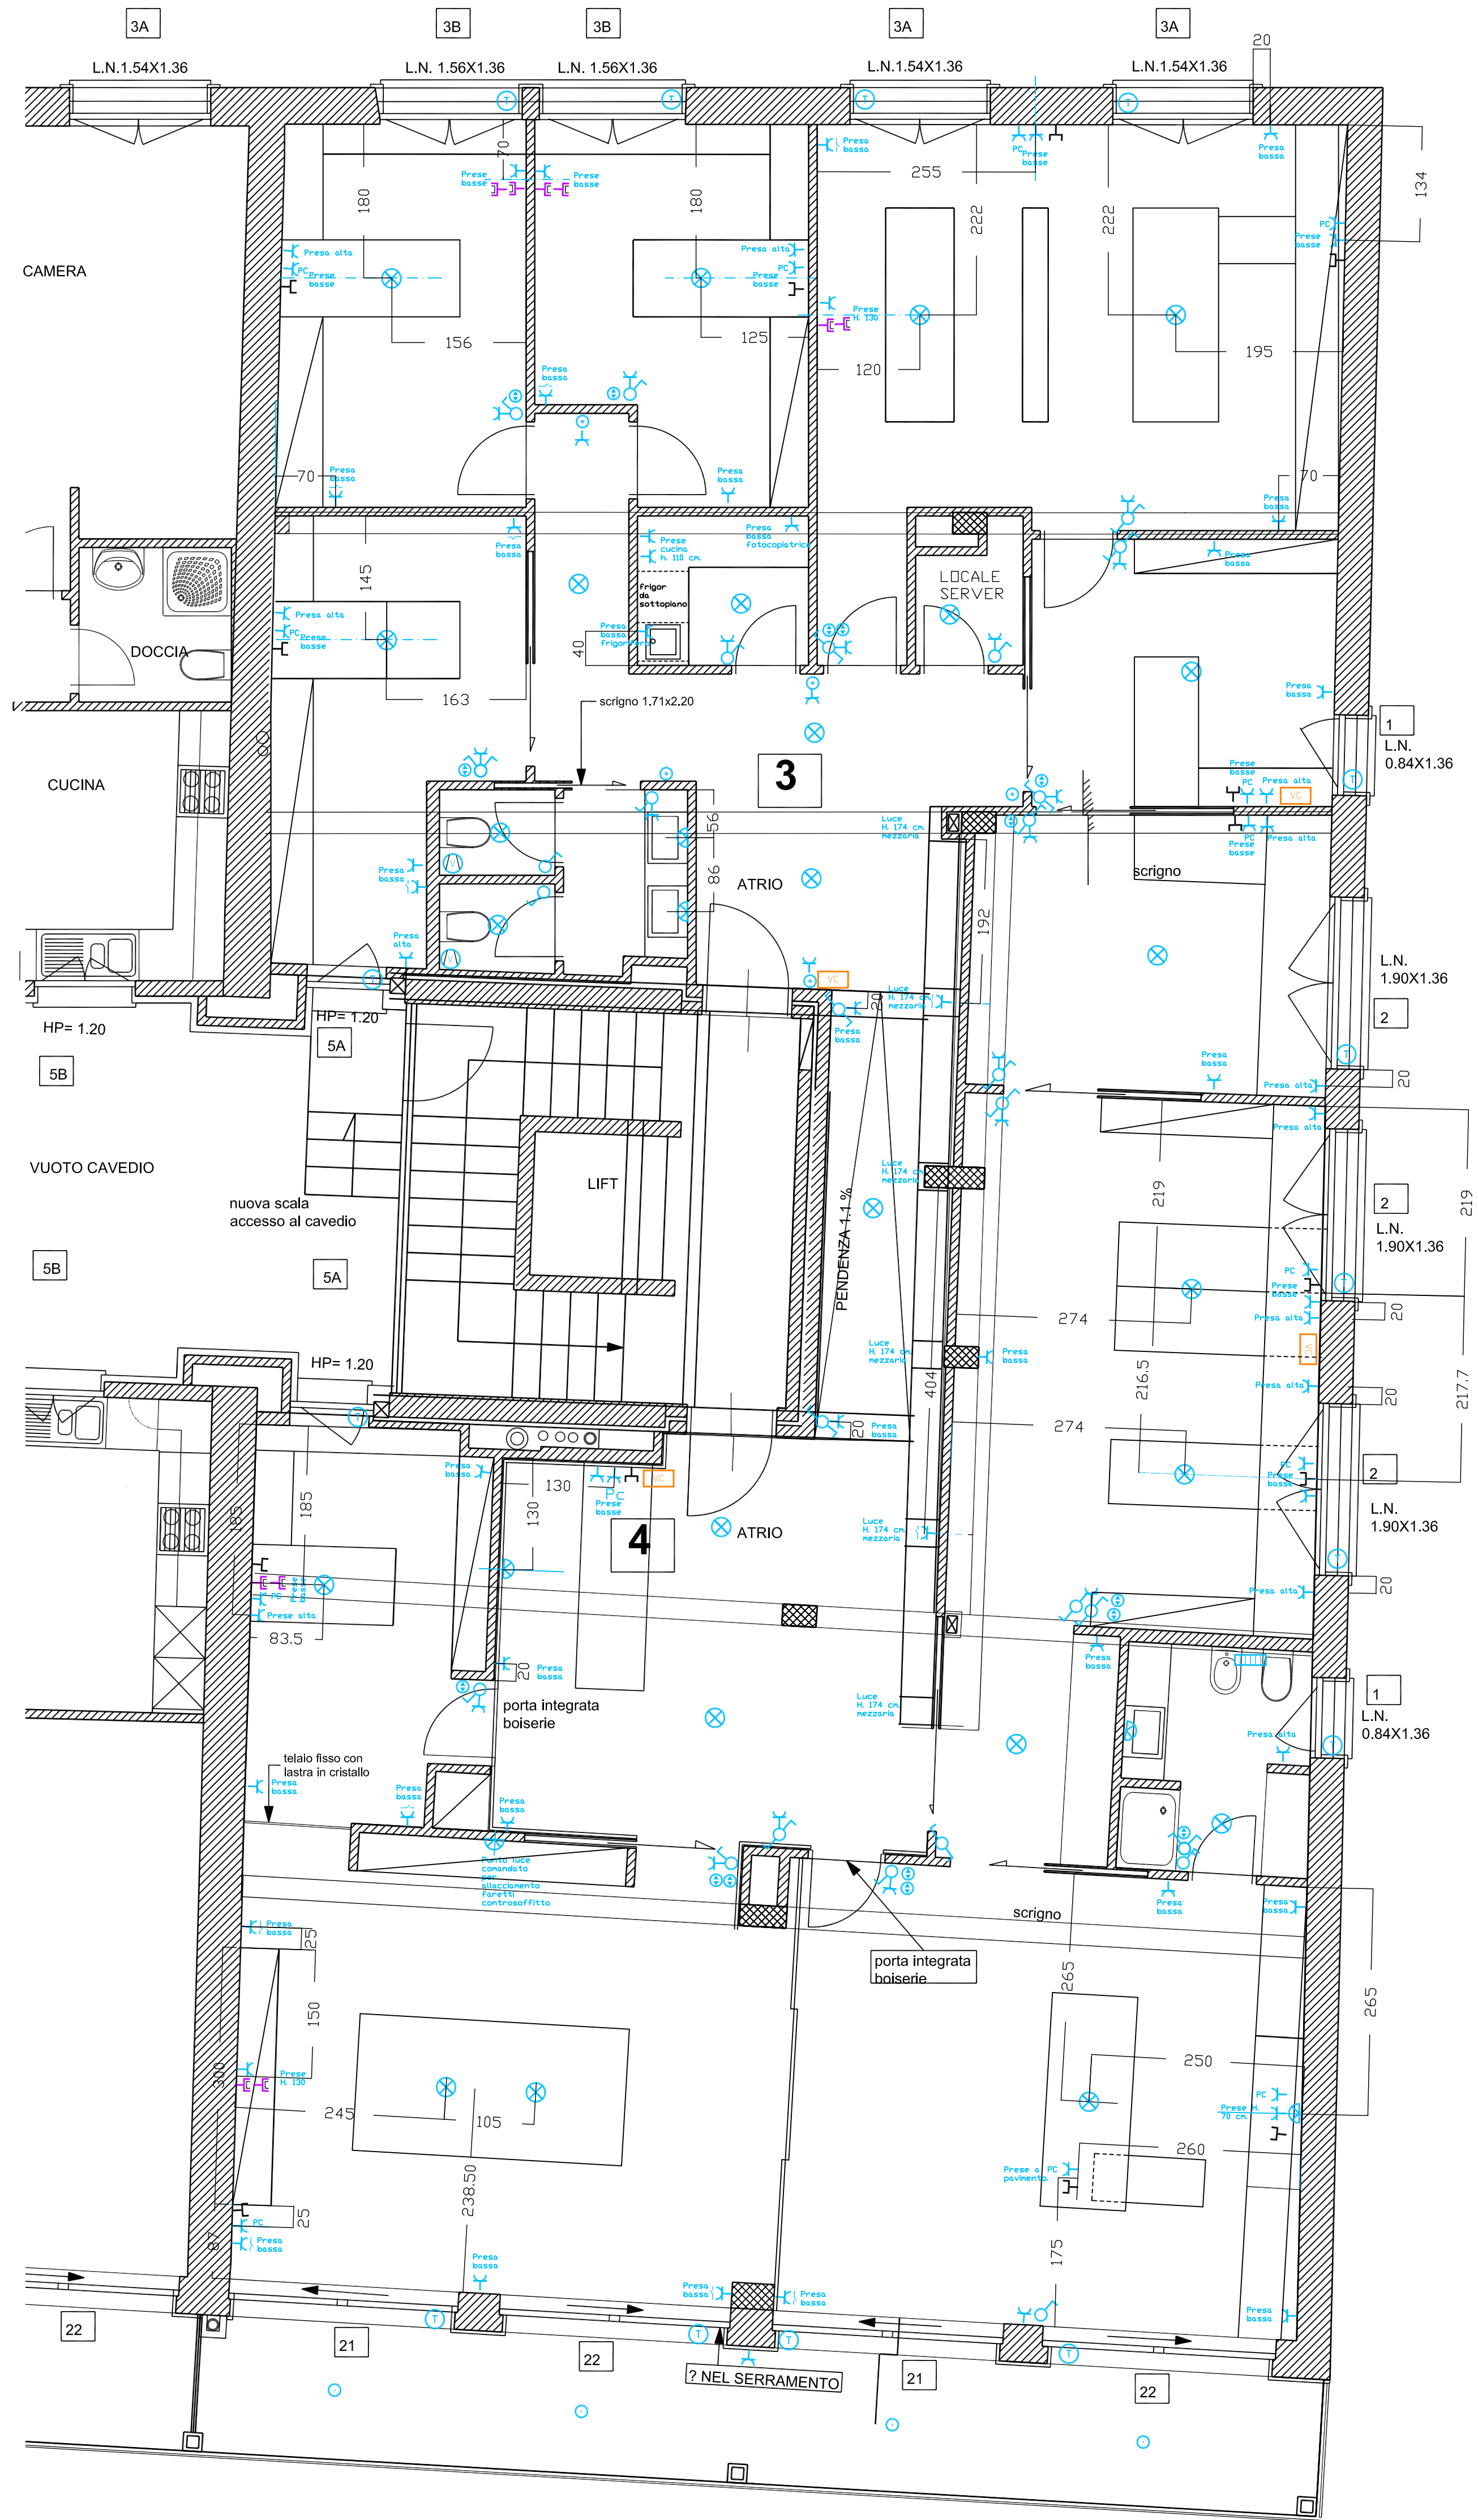 3A
3B
3B
3A
3A
L.N.1.54X1.36
L.N. 1.56X1.36
L.N. 1.56X1.36
L.N.1.54X1.36
L.N.1.54X1.36
20
T
T
T
T
70
180
180
Prese
basse
Prese
basse
Presa
bassa
255
PC
Prese
basse
Presa
bassa
134
222
222
PC
Prese
basse
CAMERA
Presa alta
PC
Prese
basse
Presa alta
PC
Prese
basse
Prese
H. 130
156
125
120
195
Presa
bassa
70
Presa
bassa
Presa
bassa
70
Presa
bassa
145
Presa
bassa
Prese
cucina
h. 110 cm.
Presa
bassa
fotocopiatrice
LOCALE
SERVER
Presa
bassa
frigor
da
sottopiano
Presa alta
PC
Prese
basse
Presa
bassa
frigorifero
40
DOCCIA
163
scrigno 1.71x2.20
Presa
bassa
1
L.N.
0.84X1.36
60
CUCINA
3
Prese
basse
PC
Presa alta
VC
T
Luce
H. 174 cm.
mezzaria
56
86
PC
Prese
basse
Presa alta
scrigno
Presa
bassa
ATRIO
192
Presa
alta
VC
T
HP= 1.20
HP= 1.20
5A
5B
20
Luce
H. 174 cm.
mezzaria
Presa
bassa
L.N.
1.90X1.36
2
T
Presa
bassa
Presa alta
20
Presa alta
VUOTO CAVEDIO
nuova scala
accesso al cavedio
LIFT
Luce
H. 174 cm.
mezzaria
219
219
2
L.N.
1.90X1.36
5B
5A
PENDENZA 1.1 %
PC
Prese
basse
T
Presa alta
20
274
VC
HP= 1.20
Luce
H. 174 cm.
mezzaria
Presa
bassa
404
216.5
Presa alta
20
217.7
T
20
Presa
bassa
274
185
185
Presa
bassa
130
130
PC
Prese
basse
VC
PC
Prese
basse
2
L.N.
1.90X1.36
4
ATRIO
Luce
H. 174 cm.
mezzaria
T
PC
Prese
basse
Prese alta
83.5
Presa alta
20
20
Presa
bassa
Presa
bassa
porta integrata
boiserie
Luce
H. 174 cm.
mezzaria
1
L.N.
0.84X1.36
Presa alta
T
telaio fisso con
lastra in cristallo
Presa
bassa
Presa
bassa
Presa
bassa
Punto luce
comandato
per
allacciamento
faretti
controsoffitto
Presa
bassa
Presa
bassa
scrigno
Presa
bassa
25
porta integrata
boiserie
265
265
150
300
Prese
H. 130
245
105
250
PC
Prese H.
70 cm.
260
Prese a
pavimento
PC
238.50
25
PC
Presa
bassa
87
175
Presa
bassa
Presa
bassa
Presa
bassa
Presa
bassa
T
T
T
T
22
21
22
? NEL SERRAMENTO
21
22